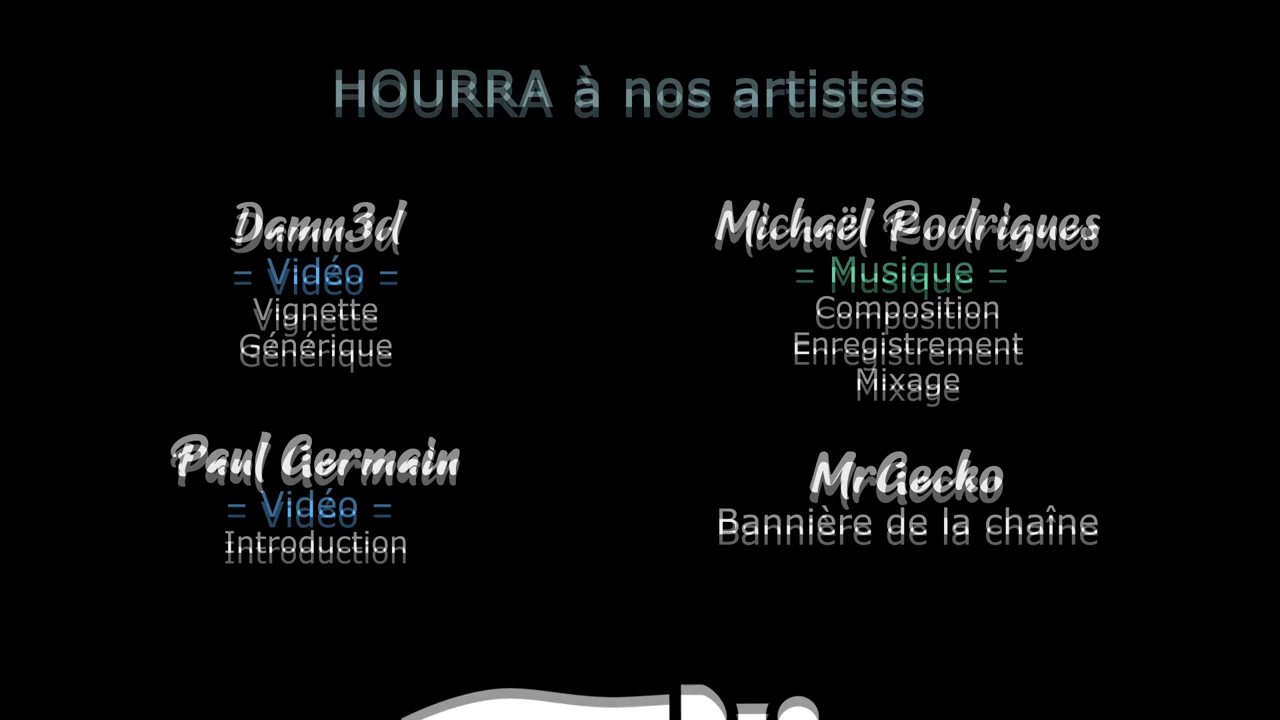 HOURRA à nos artistes
Damn3d
= Vidéo =
Vignette
Générique
Michaël Rodrigues
= Musique =
Composition
Enregistrement
Mixage
Paul Germain
= Vidéo =
Introduction
MrGecko
Bannière de la chaîne